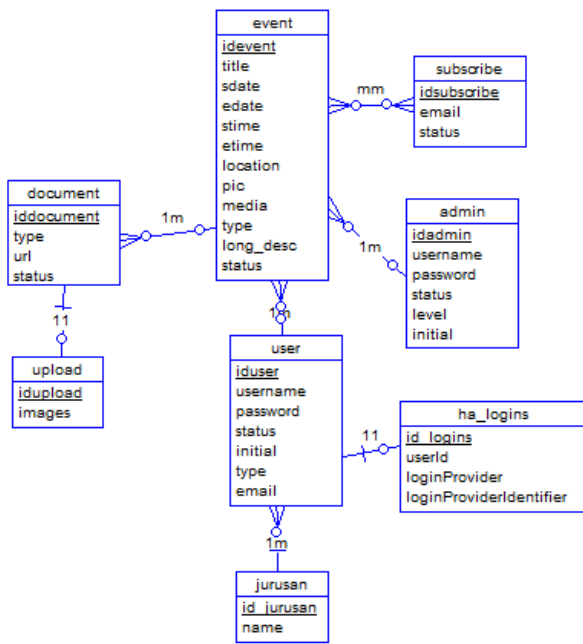 event
idevent
title
sdate
edate
stime
etime
location
pic
media
type
long_desc
status
subscribe
idsubscribe
email
status
mm
document
iddocument
type
url
status
1m
admin
idadmin
username
password
status
level
initial
1m
11
upload
idupload
images
1m
user
iduser
username
password
status
initial
type
email
11
ha_logins
id_logins
userId
loginProvider
loginProviderIdentifier
1m
jurusan
id_jurusan
name